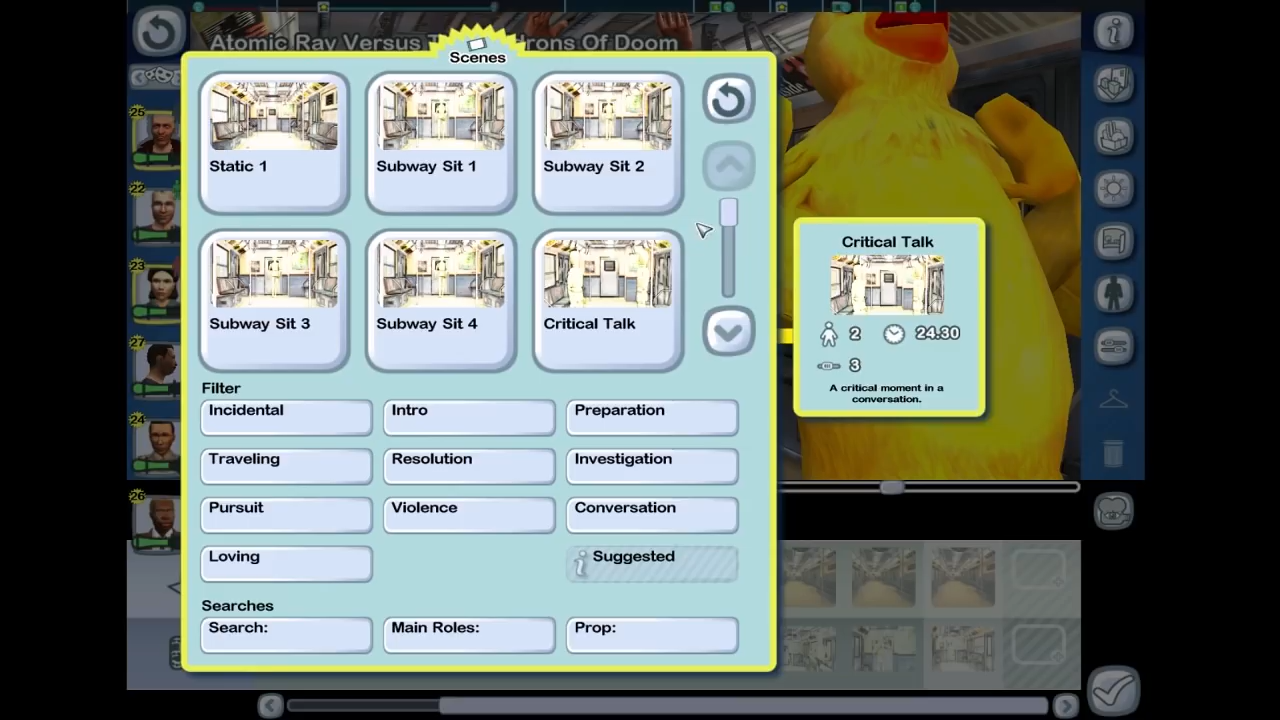 Atomic Ray Versus T rons Of Doom
Scenes
Static 1
Subway Sit 1
Subway Sit 2
Subway Sit 3
Subway Sit 4
Critical Talk
Filter
Incidental
Intro
Preparation
Traveling
Resolution
Investigation
Pursuit
Violence
Conversation
Loving
Suggested
Searches
Search:
Main Roles:
Prop:
Critical Talk
2
24.30
3
A critical moment in a
conversation.
25
22
23
27
24
26